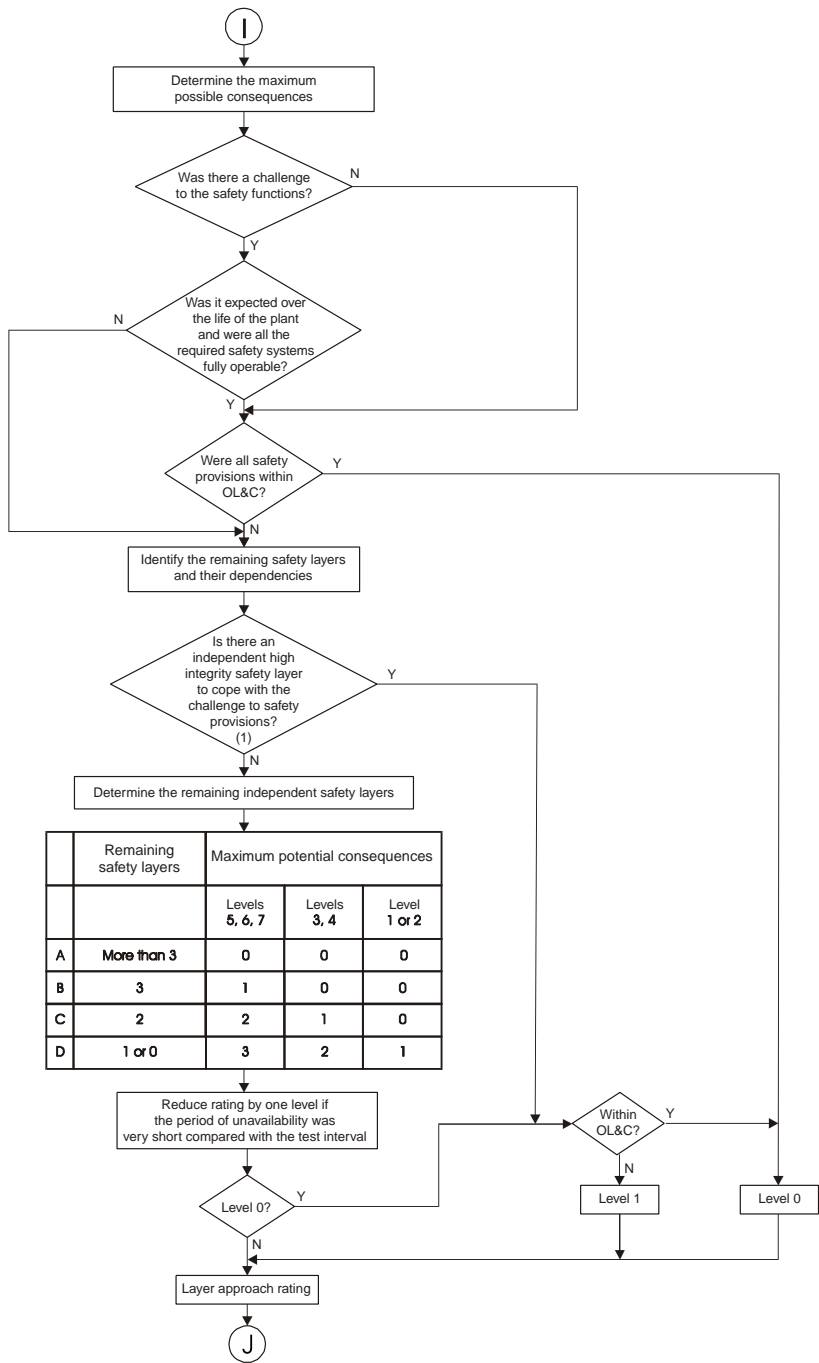 I
Determine the maximum
possible consequences
Was there a challenge
to the safety functions?
N
Y
Was it expected over
the life of the plant
and were all the
required safety systems
fully operable?
N
Y
Were all safety
provisions within
OL&C?
Y
N
Identify the remaining safety layers
and their dependencies
Is there an
independent high
integrity safety layer
to cope with the
challenge to safety
provisions?
(1)
Y
N
Determine the remaining independent safety layers
Remaining
safety layers
Maximum potential consequences
Levels
5, 6, 7
Levels
3, 4
Level
1 or 2
A More than 3 0 0 0
B 3 1 0 0
C 2 2 1 0
D 1 or 0 3 2 1
Reduce rating by one level if
the period of unavailability was
very short compared with the test interval
Within
OL&C?
Y
N
Level 1
Level 0
Level 0?
Y
N
Layer approach rating
J